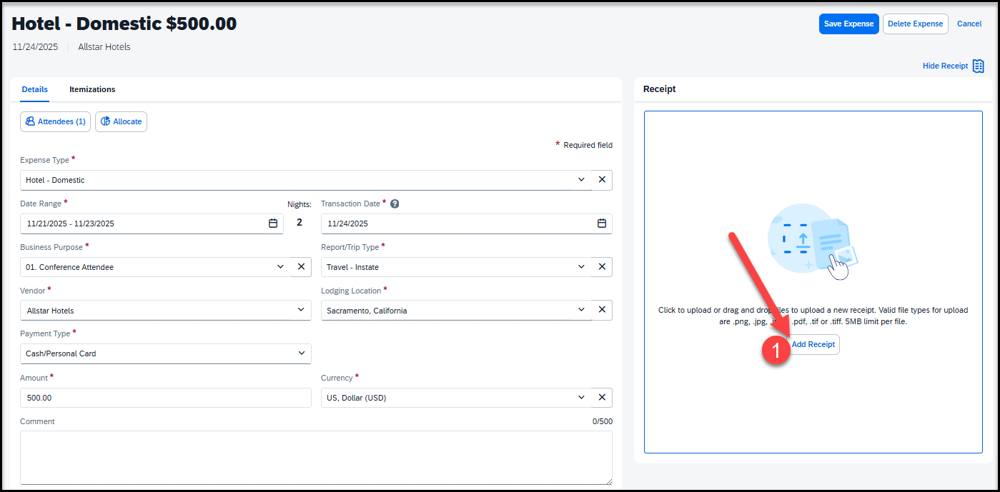 Hotel - Domestic $500.00
Save Expense Delete Expense Cancel
11/24/2025 Allstar Hotels
Hide Receipt
Details Itemizations
Receipt
Attendees (1) Allocate
* Required field
Expense Type *
Hotel - Domestic
Date Range * Nights: Transaction Date * ?
11/21/2025 - 11/23/2025 2 11/24/2025
Business Purpose * Report/Trip Type *
01. Conference Attendee Travel - Instate
Vendor * Lodging Location *
Allstar Hotels Sacramento, California
Payment Type *
Cash/Personal Card
Amount * Currency *
500.00 US, Dollar (USD)
Comment 0/500
Click to upload or drag and drop files to upload a new receipt. Valid file types for upload
are .png, .jpg, .pdf, .tif or .tiff. 5MB limit per file.
1 Add Receipt